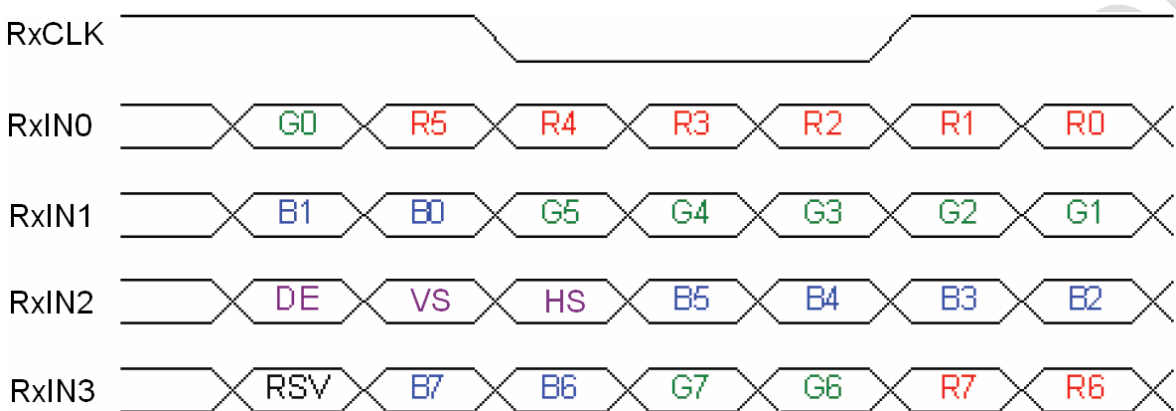 RxCLK
RxIN0 G0 R5 R4 R3 R2 R1 R0
RxIN1 B1 B0 G5 G4 G3 G2 G1
RxIN2 DE VS HS B5 B4 B3 B2
RxIN3 RSV B7 B6 G7 G6 R7 R6